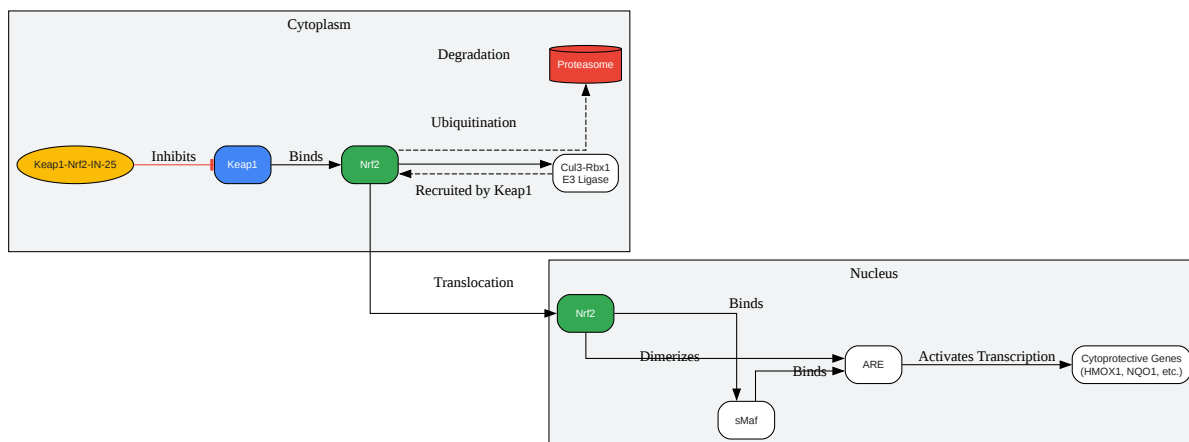 Cytoplasm
Degradation
Proteasome
Ubiquitination
Keap1-Nrf2-IN-25
Inhibits
Keap1
Binds
Nrf2
Cul3-Rbx1
E3 Ligase
Recruited by Keap1
Translocation
Nucleus
Nrf2
Binds
Dimerizes
Binds
ARE
Activates Transcription
Cytoprotective Genes
(HMOX1, NQO1, etc.)
sMaf